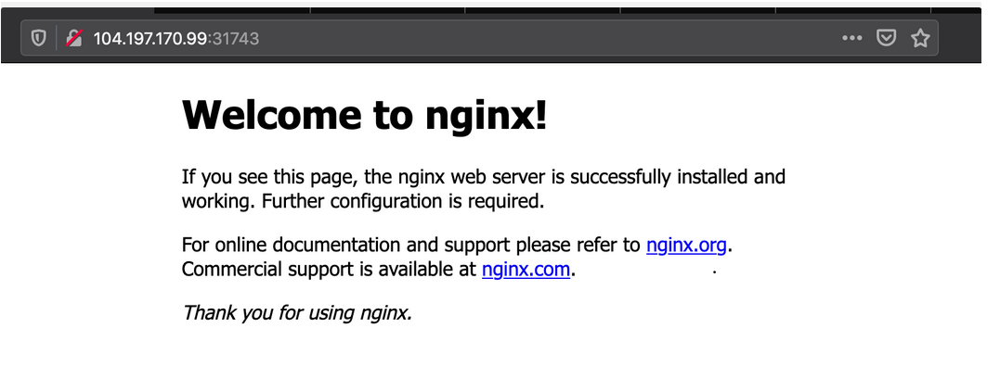 104.197.170.99:31743
Welcome to nginx!
If you see this page, the nginx web server is successfully installed and
working. Further configuration is required.
For online documentation and support please refer to nginx.org.
Commercial support is available at nginx.com.
Thank you for using nginx.